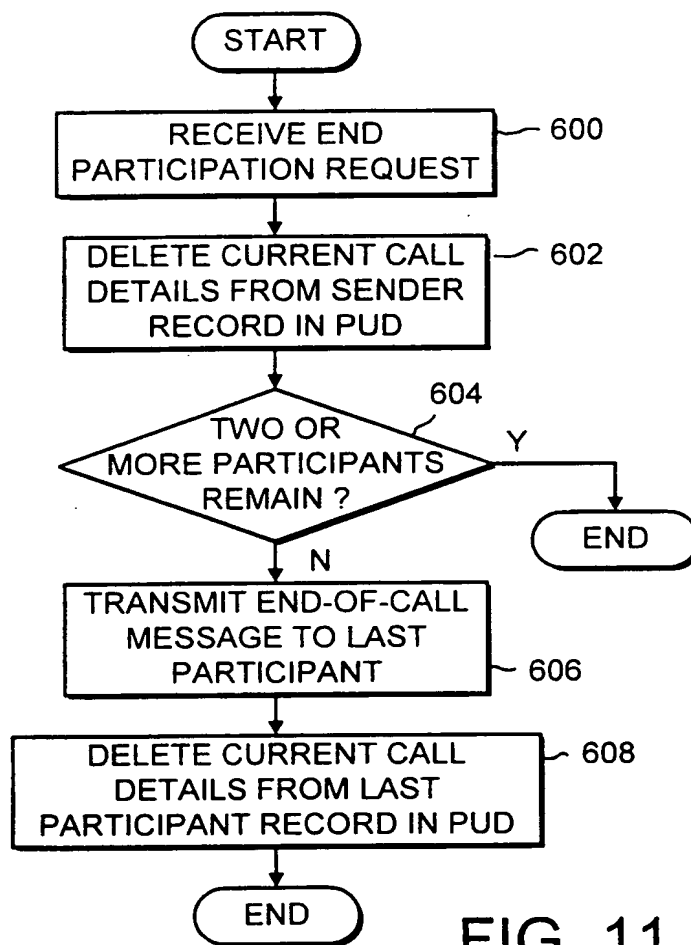 START
RECEIVE END
PARTICIPATION REQUEST
600
DELETE CURRENT CALL
DETAILS FROM SENDER
RECORD IN PUD
602
604
TWO OR
MORE PARTICIPANTS
REMAIN ?
Y
END
N
TRANSMIT END-OF-CALL
MESSAGE TO LAST
PARTICIPANT
606
DELETE CURRENT CALL
DETAILS FROM LAST
PARTICIPANT RECORD IN PUD
608
END
FIG. 11